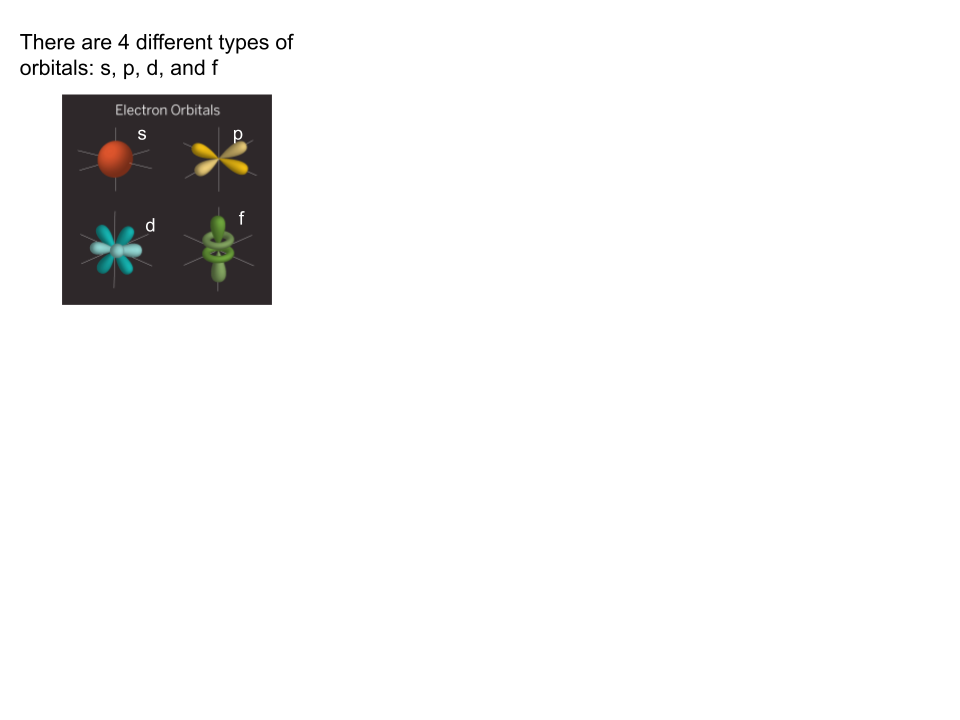 There are 4 different types of
orbitals: s, p, d, and f
Electron Orbitals
s
p
d
f